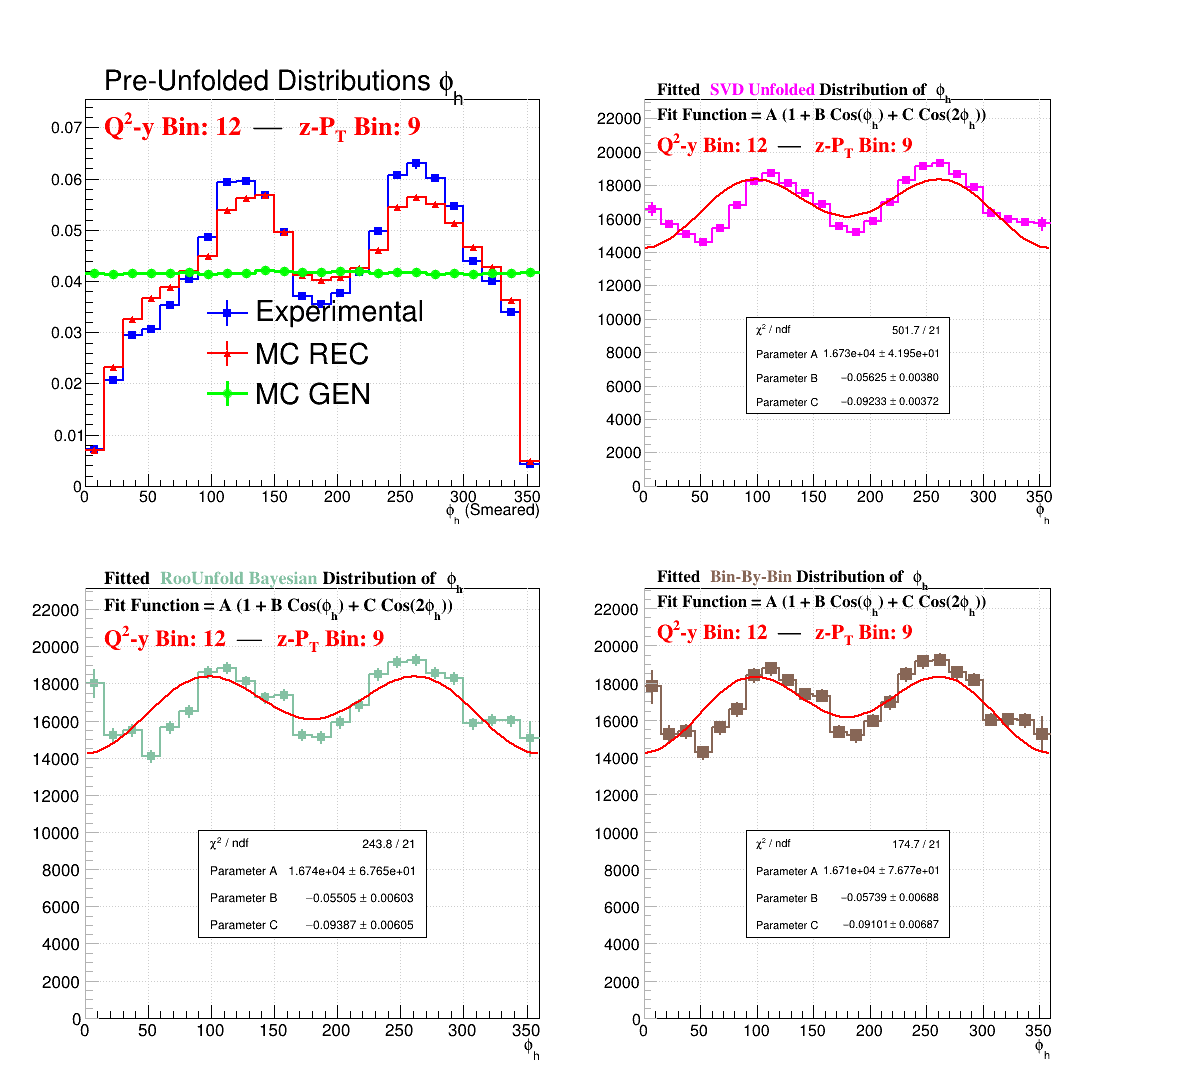 Pre-Unfolded Distributions ϕh
Q2-y Bin: 12 — z-PT Bin: 9
0.07
0.06
0.05
0.04
0.03
0.02
0.01
0
Experimental
MC REC
MC GEN
0 50 100 150 200 250 300 350
ϕh (Smeared)
Fitted SVD Unfolded Distribution of ϕh
Fit Function = A (1 + B Cos(ϕh) + C Cos(2ϕh))
Q2-y Bin: 12 — z-PT Bin: 9
22000
20000
18000
16000
14000
12000
10000
8000
6000
4000
2000
0
χ2 / ndf 501.7 / 21
Parameter A 1.673e+04 ± 4.195e+01
Parameter B −0.05625 ± 0.00380
Parameter C −0.09233 ± 0.00372
0 50 100 150 200 250 300 350
ϕh
Fitted RooUnfold Bayesian Distribution of ϕh
Fit Function = A (1 + B Cos(ϕh) + C Cos(2ϕh))
Q2-y Bin: 12 — z-PT Bin: 9
22000
20000
18000
16000
14000
12000
10000
8000
6000
4000
2000
0
χ2 / ndf 243.8 / 21
Parameter A 1.674e+04 ± 6.765e+01
Parameter B −0.05505 ± 0.00603
Parameter C −0.09387 ± 0.00605
0 50 100 150 200 250 300 350
ϕh
Fitted Bin-By-Bin Distribution of ϕh
Fit Function = A (1 + B Cos(ϕh) + C Cos(2ϕh))
Q2-y Bin: 12 — z-PT Bin: 9
22000
20000
18000
16000
14000
12000
10000
8000
6000
4000
2000
0
χ2 / ndf 174.7 / 21
Parameter A 1.671e+04 ± 7.677e+01
Parameter B −0.05739 ± 0.00688
Parameter C −0.09101 ± 0.00687
0 50 100 150 200 250 300 350
ϕh